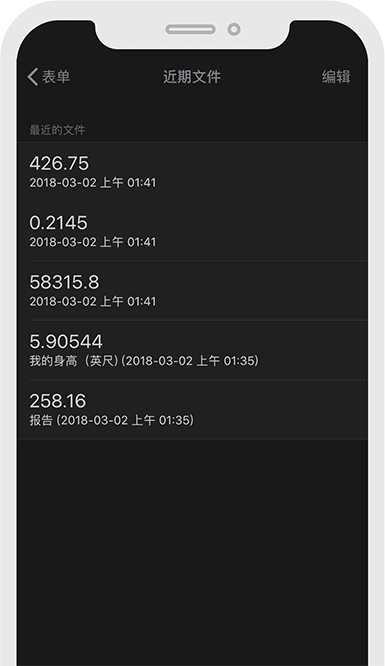 表单
近期文件
编辑
最近的文件
426.75
2018-03-02 上午 01:41
0.2145
2018-03-02 上午 01:41
58315.8
2018-03-02 上午 01:41
5.90544
我的身高（英尺) (2018-03-02 上午 01:35)
258.16
报告 (2018-03-02 上午 01:35)